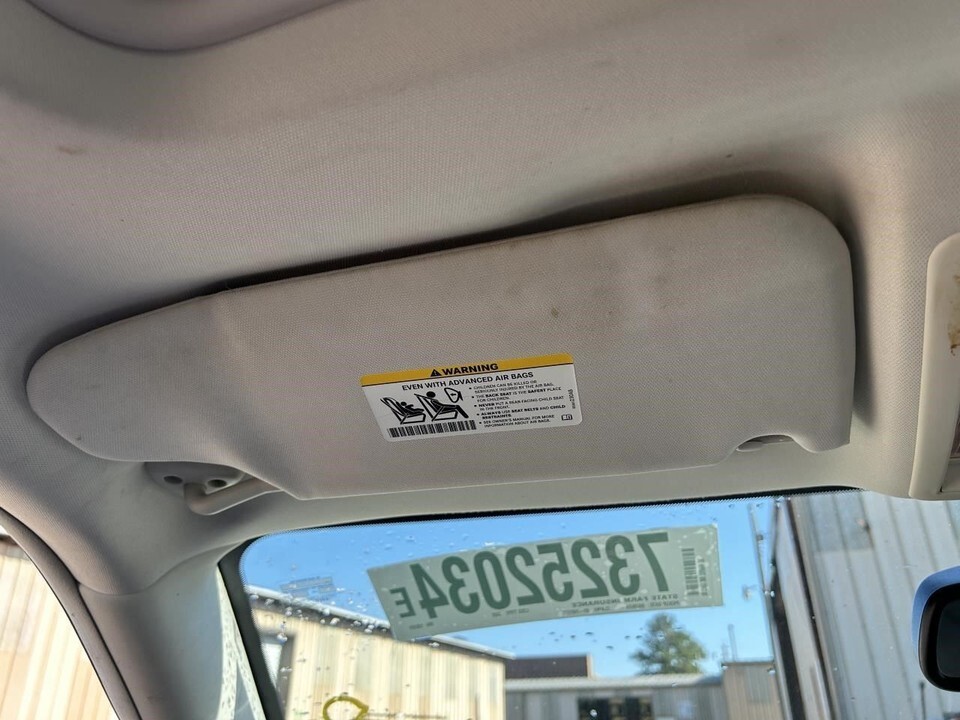 WARNING
EVEN WITH ADVANCED AIR BAGS
• CHILDREN CAN BE KILLED OR
SERIOUSLY INJURED BY THE AIR BAG.
• THE BACK SEAT IS THE SAFEST PLACE
FOR CHILDREN.
• NEVER PUT A REAR-FACING CHILD SEAT
IN THE FRONT.
• ALWAYS USE SEAT BELTS AND CHILD
RESTRAINTS.
• SEE OWNER'S MANUAL FOR MORE
INFORMATION ABOUT AIR BAGS.
73252034E
STATE FARM INSURANCE